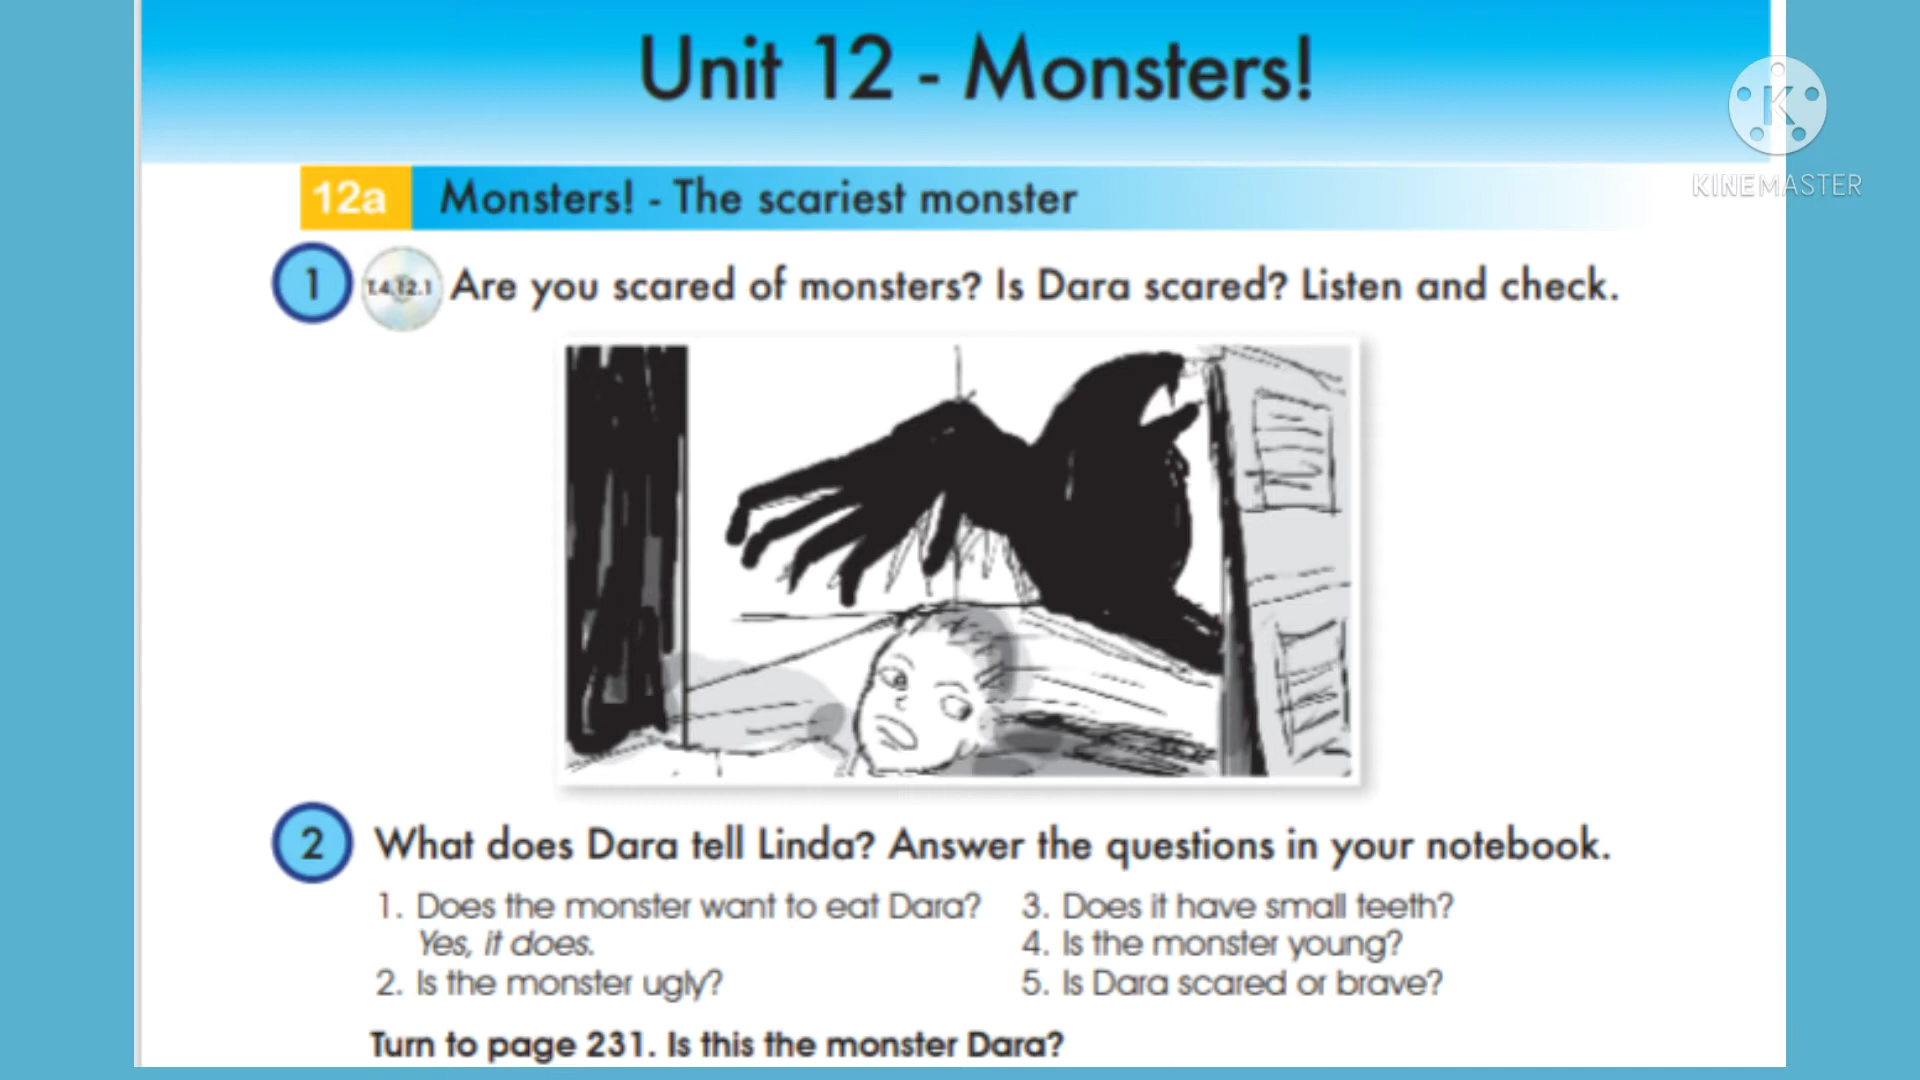 Unit 12 - Monsters!
KINEMASTER
12a Monsters! - The scariest monster
1 T.4.12.1 Are you scared of monsters? Is Dara scared? Listen and check.
2 What does Dara tell Linda? Answer the questions in your notebook.
1. Does the monster want to eat Dara?
Yes, it does.
2. Is the monster ugly?
3. Does it have small teeth?
4. Is the monster young?
5. Is Dara scared or brave?
Turn to page 231. Is this the monster Dara?